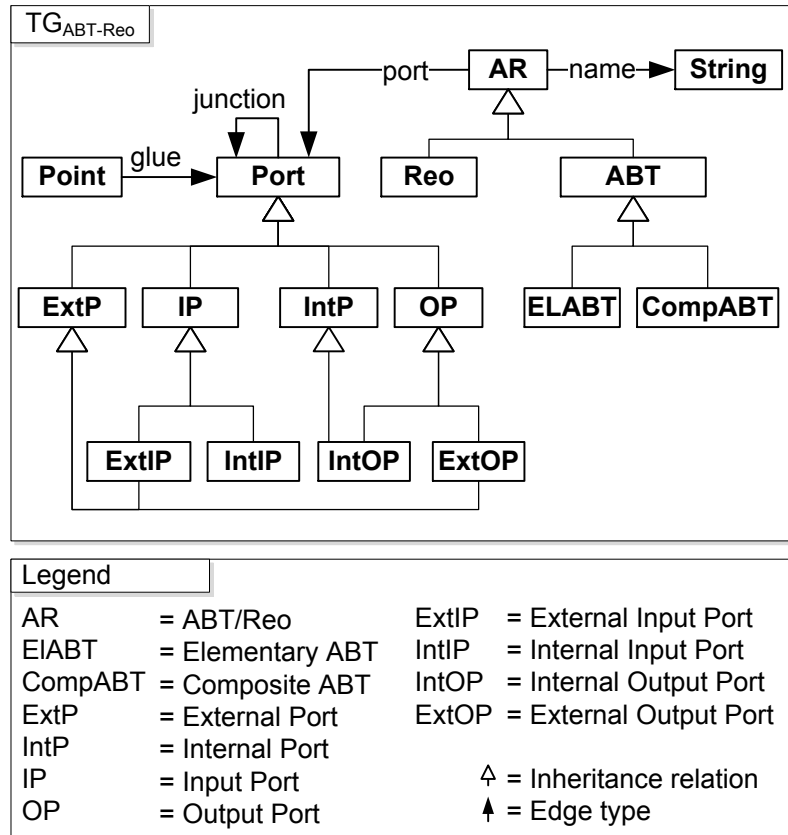 TG_ABT-Reo
port AR name String
junction
Point glue Port Reo ABT
ExtP IP IntP OP ELABT CompABT
ExtIP IntIP IntOP ExtOP
Legend
AR = ABT/Reo
ElABT = Elementary ABT
CompABT = Composite ABT
ExtP = External Port
IntP = Internal Port
IP = Input Port
OP = Output Port
ExtIP = External Input Port
IntIP = Internal Input Port
IntOP = Internal Output Port
ExtOP = External Output Port
= Inheritance relation
= Edge type